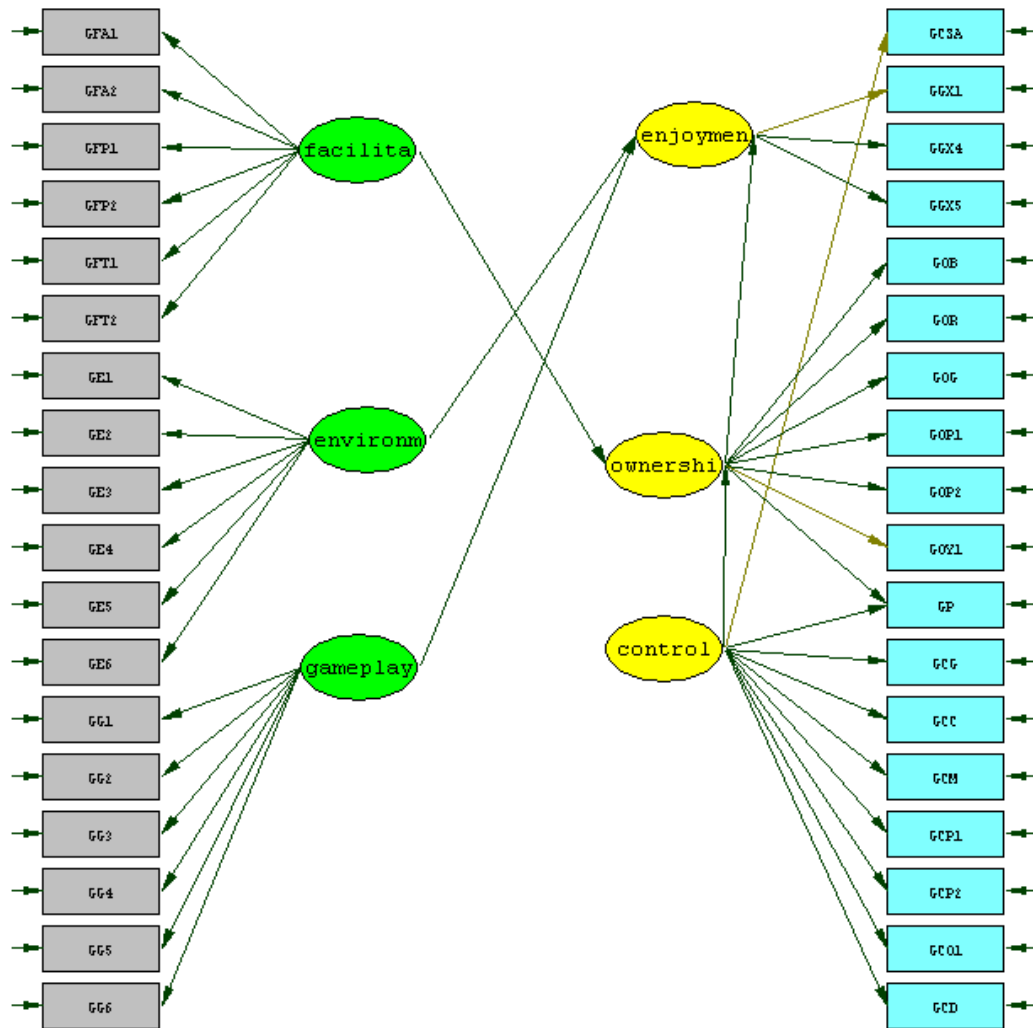 GFA1
GFA2
GFP1
GFP2
GFT1
GFT2
GE1
GE2
GE3
GE4
GE5
GE6
GG1
GG2
GG3
GG4
GG5
GG6
facilita
environm
gameplay
enjoymen
ownershi
control
GCSA
GGX1
GGX4
GGX5
GOB
GOR
GOG
GOP1
GOP2
GOY1
GP
GCG
GCC
GCM
GCP1
GCP2
GCO1
GCD